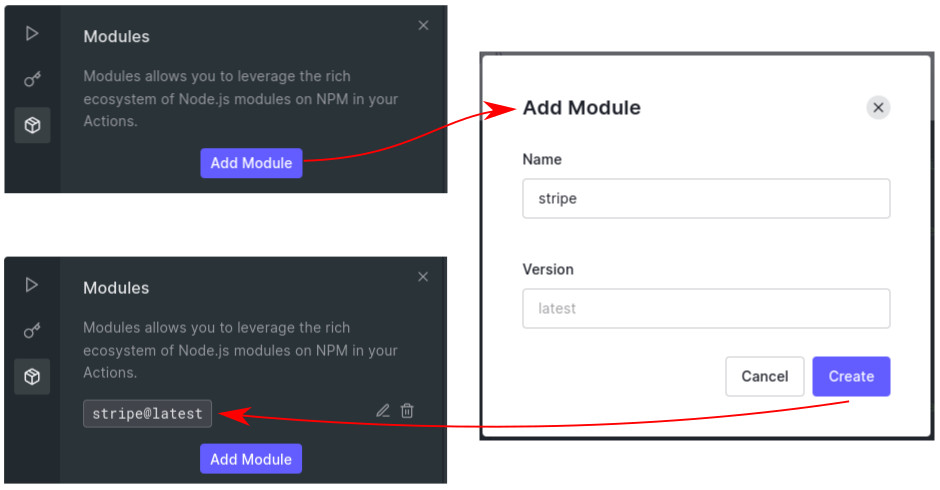 Modules
Modules allows you to leverage the rich
ecosystem of Node.js modules on NPM in your
Actions.
Add Module
Add Module
Name
stripe
Version
latest
Cancel
Create
Modules
Modules allows you to leverage the rich
ecosystem of Node.js modules on NPM in your
Actions.
stripe@latest
Add Module